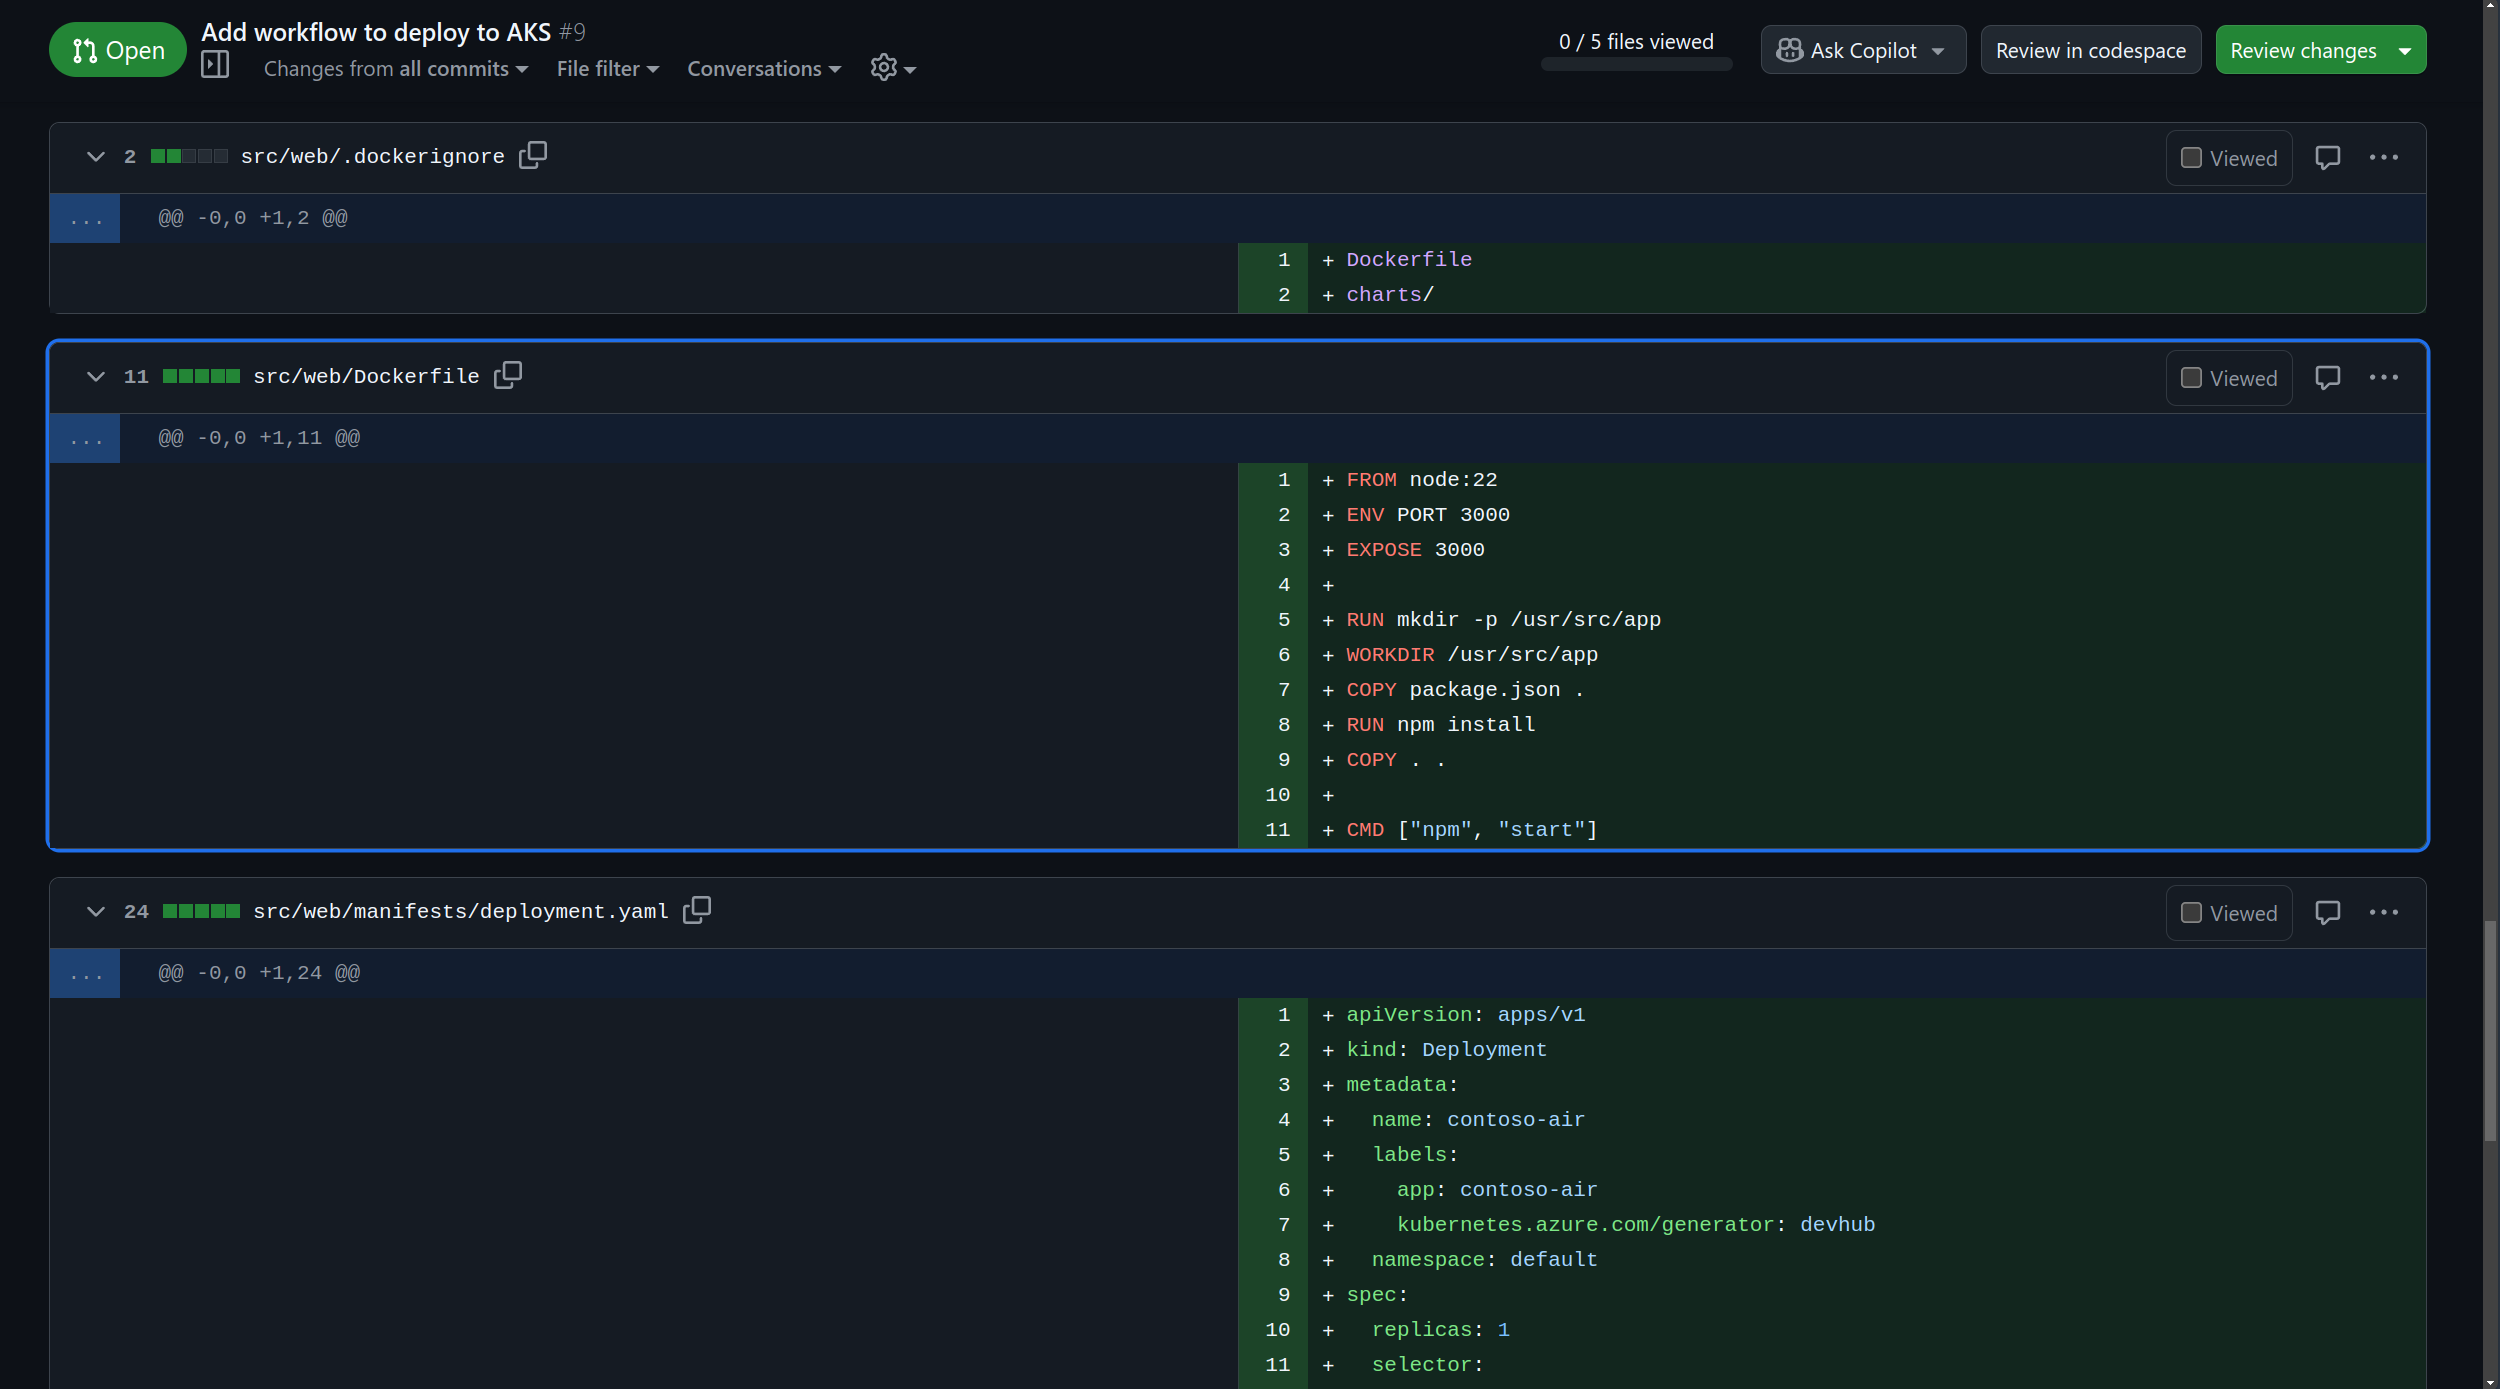 Open
Add workflow to deploy to AKS #9
Changes from all commits
File filter
Conversations
0 / 5 files viewed
Ask Copilot
Review in codespace
Review changes
2 src/web/.dockerignore
Viewed
...
@@ -0,0 +1,2 @@
1 + Dockerfile
2 + charts/
11 src/web/Dockerfile
Viewed
...
@@ -0,0 +1,11 @@
1 + FROM node:22
2 + ENV PORT 3000
3 + EXPOSE 3000
4 +
5 + RUN mkdir -p /usr/src/app
6 + WORKDIR /usr/src/app
7 + COPY package.json .
8 + RUN npm install
9 + COPY . .
10 +
11 + CMD ["npm", "start"]
24 src/web/manifests/deployment.yaml
Viewed
...
@@ -0,0 +1,24 @@
1 + apiVersion: apps/v1
2 + kind: Deployment
3 + metadata:
4 +   name: contoso-air
5 +   labels:
6 +     app: contoso-air
7 +     kubernetes.azure.com/generator: devhub
8 +   namespace: default
9 + spec:
10 +   replicas: 1
11 +   selector: